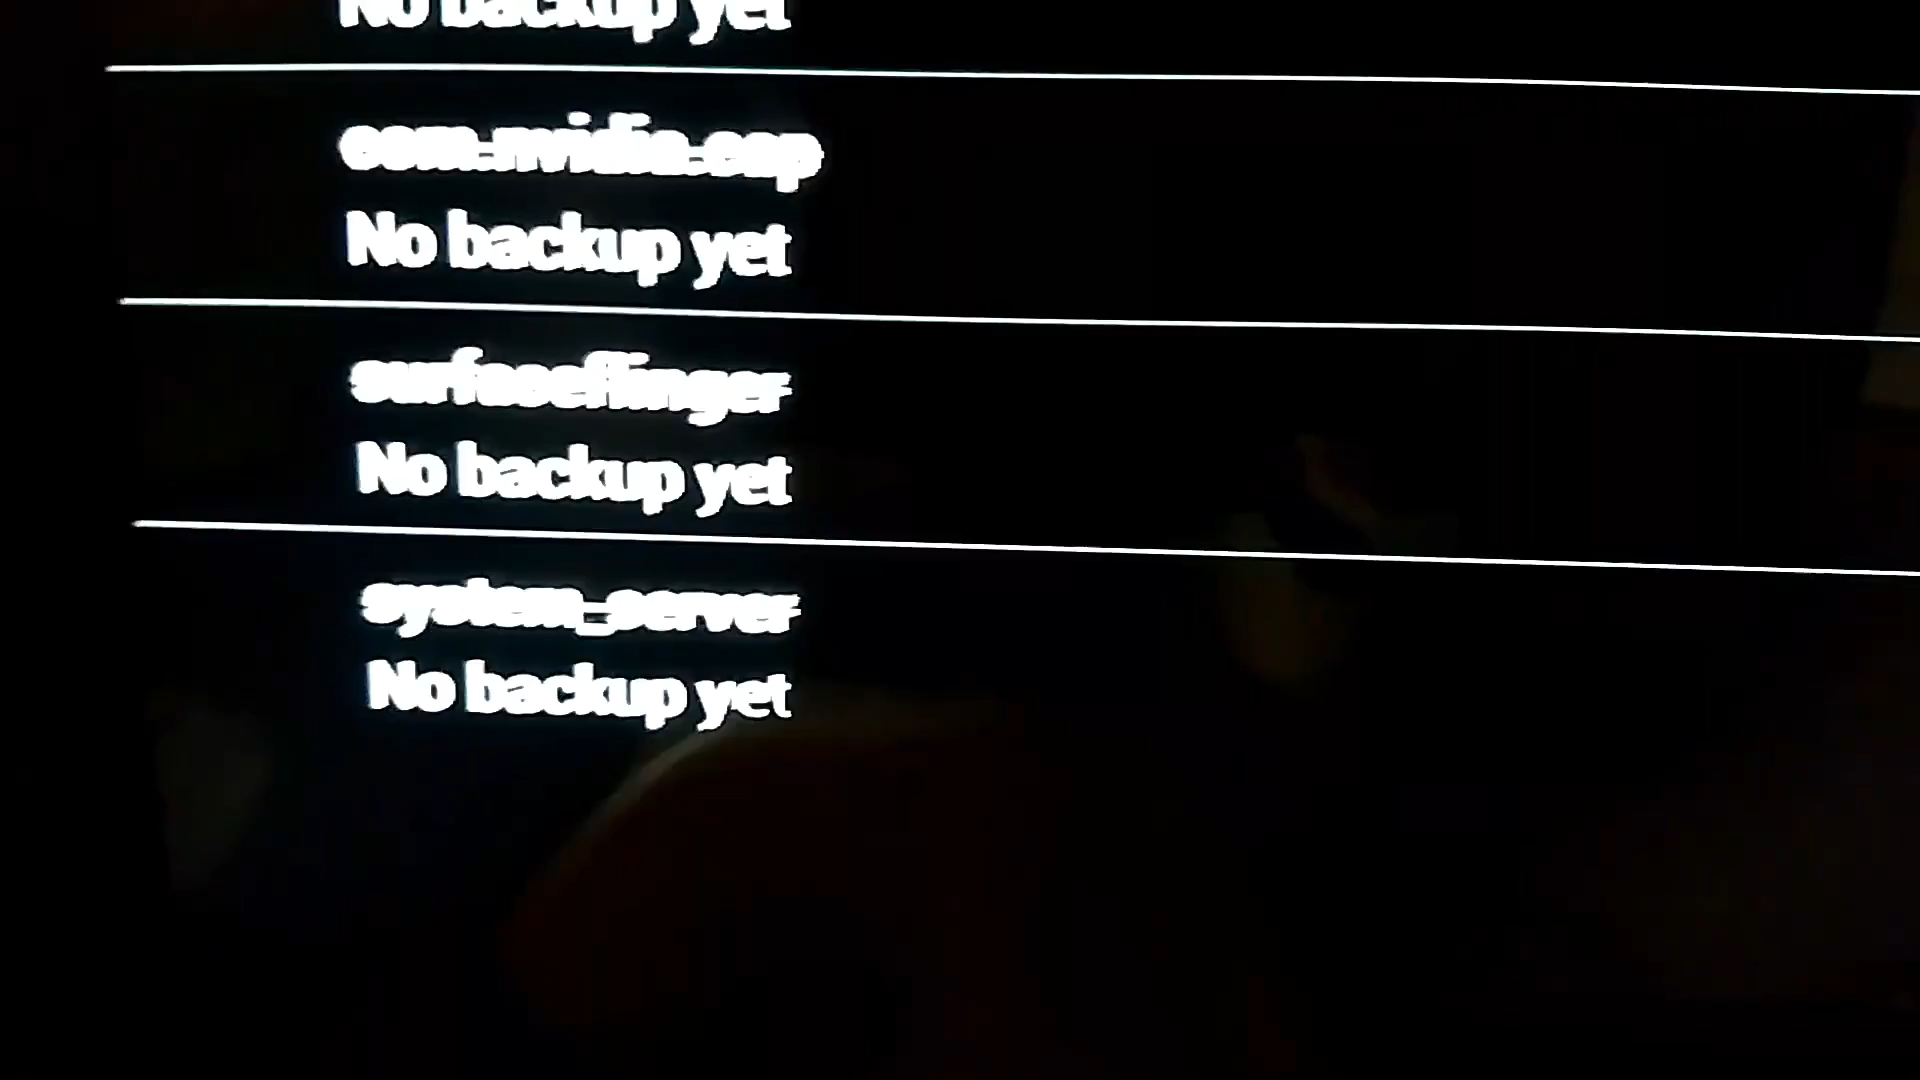 No backup yet
com.nvidia.cap
No backup yet
surfaceflinger
No backup yet
system_server
No backup yet